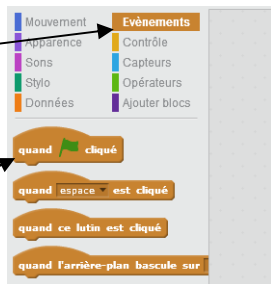 Mouvement Evènements
Apparence Contrôle
Sons Capteurs
Stylo Opérateurs
Données Ajouter blocs
quand cliqué
quand espace est cliqué
quand ce lutin est cliqué
quand l'arrière-plan bascule sur